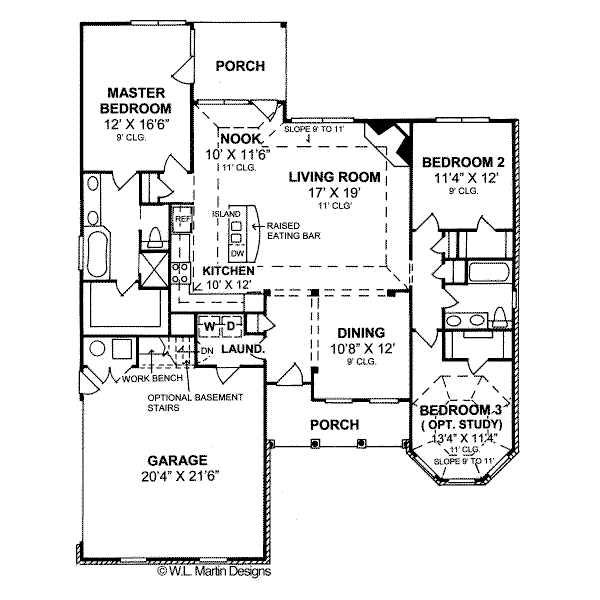 PORCH
MASTER
BEDROOM
12' X 16'6"
9' CLG.
NOOK
10' X 11'6"
11' CLG.
SLOPE 9' TO 11'
LIVING ROOM
17' X 19'
11' CLG'
BEDROOM 2
11'4" X 12'
9' CLG.
REF
ISLAND
DW
RAISED
EATING BAR
KITCHEN
10' X 12'
W D
LAUND.
DN
WORK BENCH
OPTIONAL BASEMENT
STAIRS
DINING
10'8" X 12'
9' CLG.
PORCH
BEDROOM 3
( OPT. STUDY)
13'4" X 11'4"
11' CLG.
SLOPE 9' TO 11'
GARAGE
20'4" X 21'6"
© W.L. Martin Designs